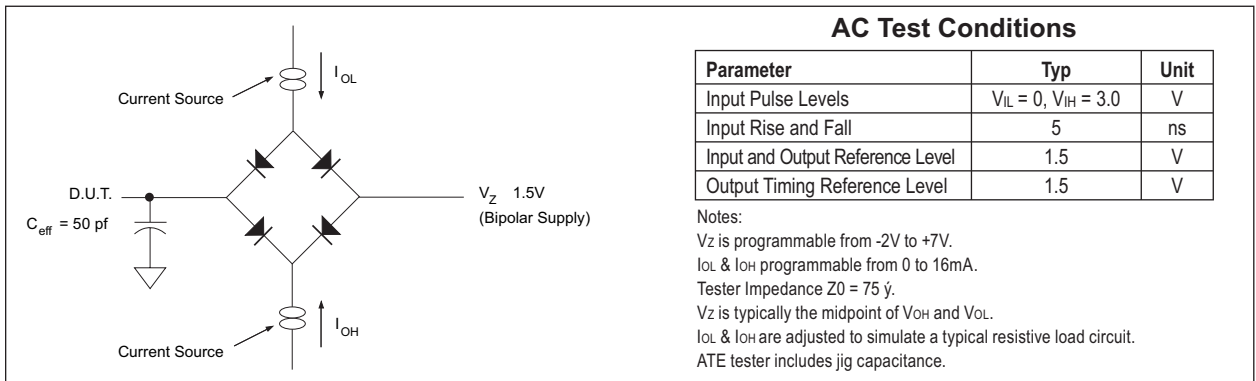 I OL
Current Source
D.U.T.
C eff = 50 pf
V Z 1.5V
(Bipolar Supply)
I OH
Current Source
AC Test Conditions
Parameter Typ Unit
Input Pulse Levels VIL = 0, VIH = 3.0 V
Input Rise and Fall 5 ns
Input and Output Reference Level 1.5 V
Output Timing Reference Level 1.5 V
Notes:
VZ is programmable from -2V to +7V.
IOL & IOH programmable from 0 to 16mA.
Tester Impedance Z0 = 75 ý.
VZ is typically the midpoint of VOH and VOL.
IOL & IOH are adjusted to simulate a typical resistive load circuit.
ATE tester includes jig capacitance.